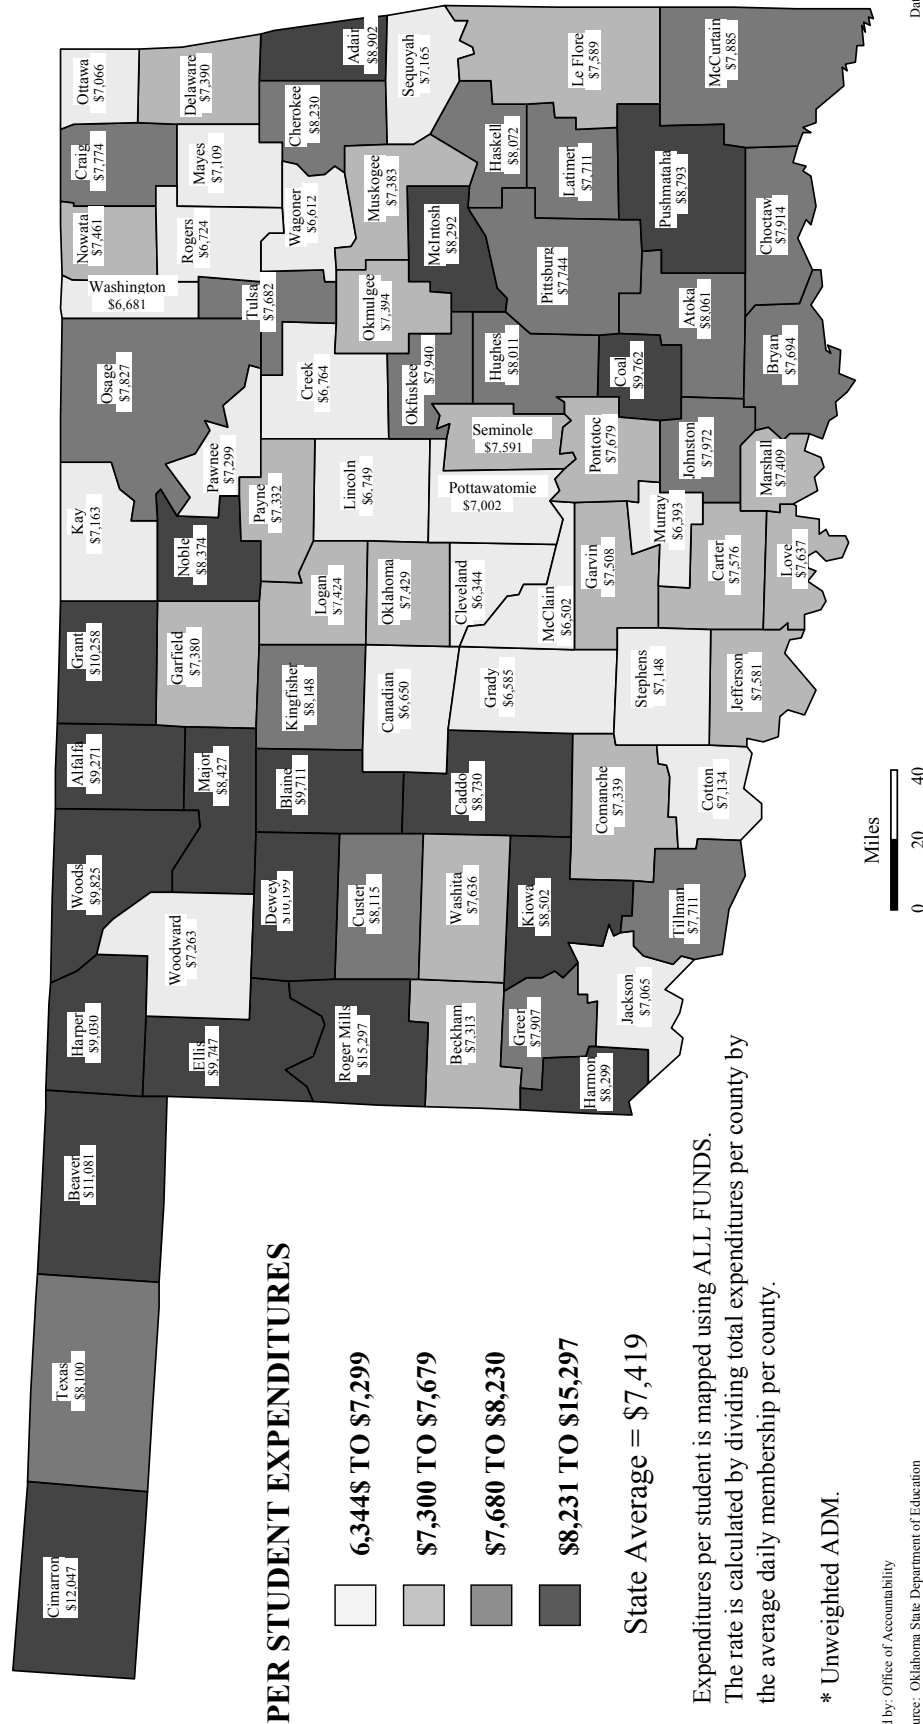 Cimarron
$12,047
Texas
$8,100
Beaver
$11,081
Harper
$9,030
Woods
$9,825
Alfalfa
$9,271
Grant
$10,258
Kay
$7,163
Osage
$7,827
Washington
$6,681
Nowata
$7,461
Craig
$7,774
Ottawa
$7,066
Ellis
$9,747
Woodward
$7,263
Major
$8,427
Garfield
$7,380
Noble
$8,374
Pawnee
$7,299
Rogers
$6,724
Mayes
$7,109
Delaware
$7,390
Roger Mills
$15,297
Dewey
$10,199
Blaine
$9,711
Kingfisher
$8,148
Logan
$7,424
Payne
$7,332
Creek
$6,764
Tulsa
$7,682
Wagoner
$6,612
Cherokee
$8,230
Adair
$8,902
Custer
$8,115
Canadian
$6,650
Oklahoma
$7,429
Lincoln
$6,749
Okfuskee
$7,940
Okmulgee
$7,394
Muskogee
$7,383
Sequoyah
$7,165
Beckham
$7,313
Washita
$7,636
Caddo
$8,730
Grady
$6,585
Cleveland
$6,344
McClain
$6,502
Pottawatomie
$7,002
Seminole
$7,591
Hughes
$8,011
McIntosh
$8,292
Haskell
$8,072
Le Flore
$7,589
Greer
$7,907
Kiowa
$8,502
Comanche
$7,339
Stephens
$7,148
Garvin
$7,508
Murray
$6,393
Pontotoc
$7,679
Coal
$9,762
Pittsburg
$7,744
Latimer
$7,711
Harmon
$8,299
Jackson
$7,065
Tillman
$7,711
Cotton
$7,134
Jefferson
$7,581
Carter
$7,576
Love
$7,637
Johnston
$7,972
Marshall
$7,409
Atoka
$8,061
Bryan
$7,694
Pushmataha
$8,793
Choctaw
$7,914
McCurtain
$7,885
PER STUDENT EXPENDITURES
6,344$ TO $7,299
$7,300 TO $7,679
$7,680 TO $8,230
$8,231 TO $15,297
State Average = $7,419
Expenditures per student is mapped using ALL FUNDS.
The rate is calculated by dividing total expenditures per county by
the average daily membership per county.
* Unweighted ADM.
Miles
0 20 40
by: Office of Accountability
urce: Oklahoma State Department of Education
Dat